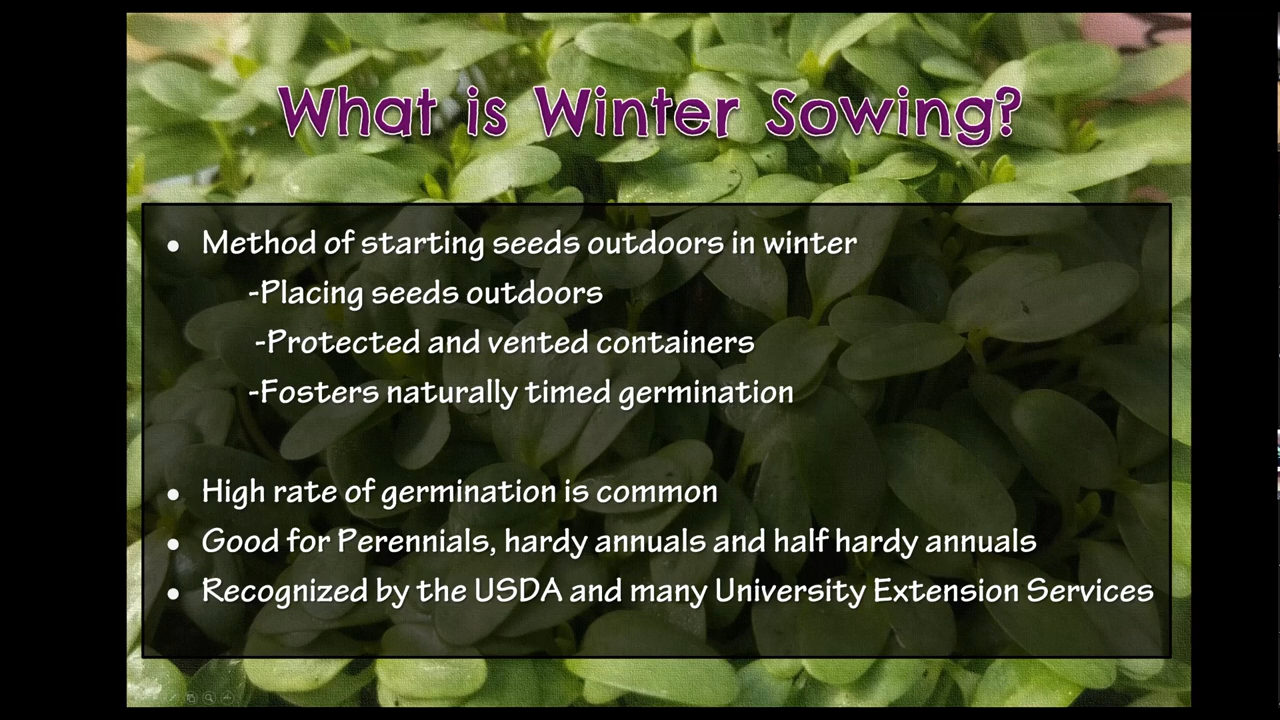 What is Winter Sowing?
• Method of starting seeds outdoors in winter
-Placing seeds outdoors
-Protected and vented containers
-Fosters naturally timed germination
• High rate of germination is common
• Good for Perennials, hardy annuals and half hardy annuals
• Recognized by the USDA and many University Extension Services